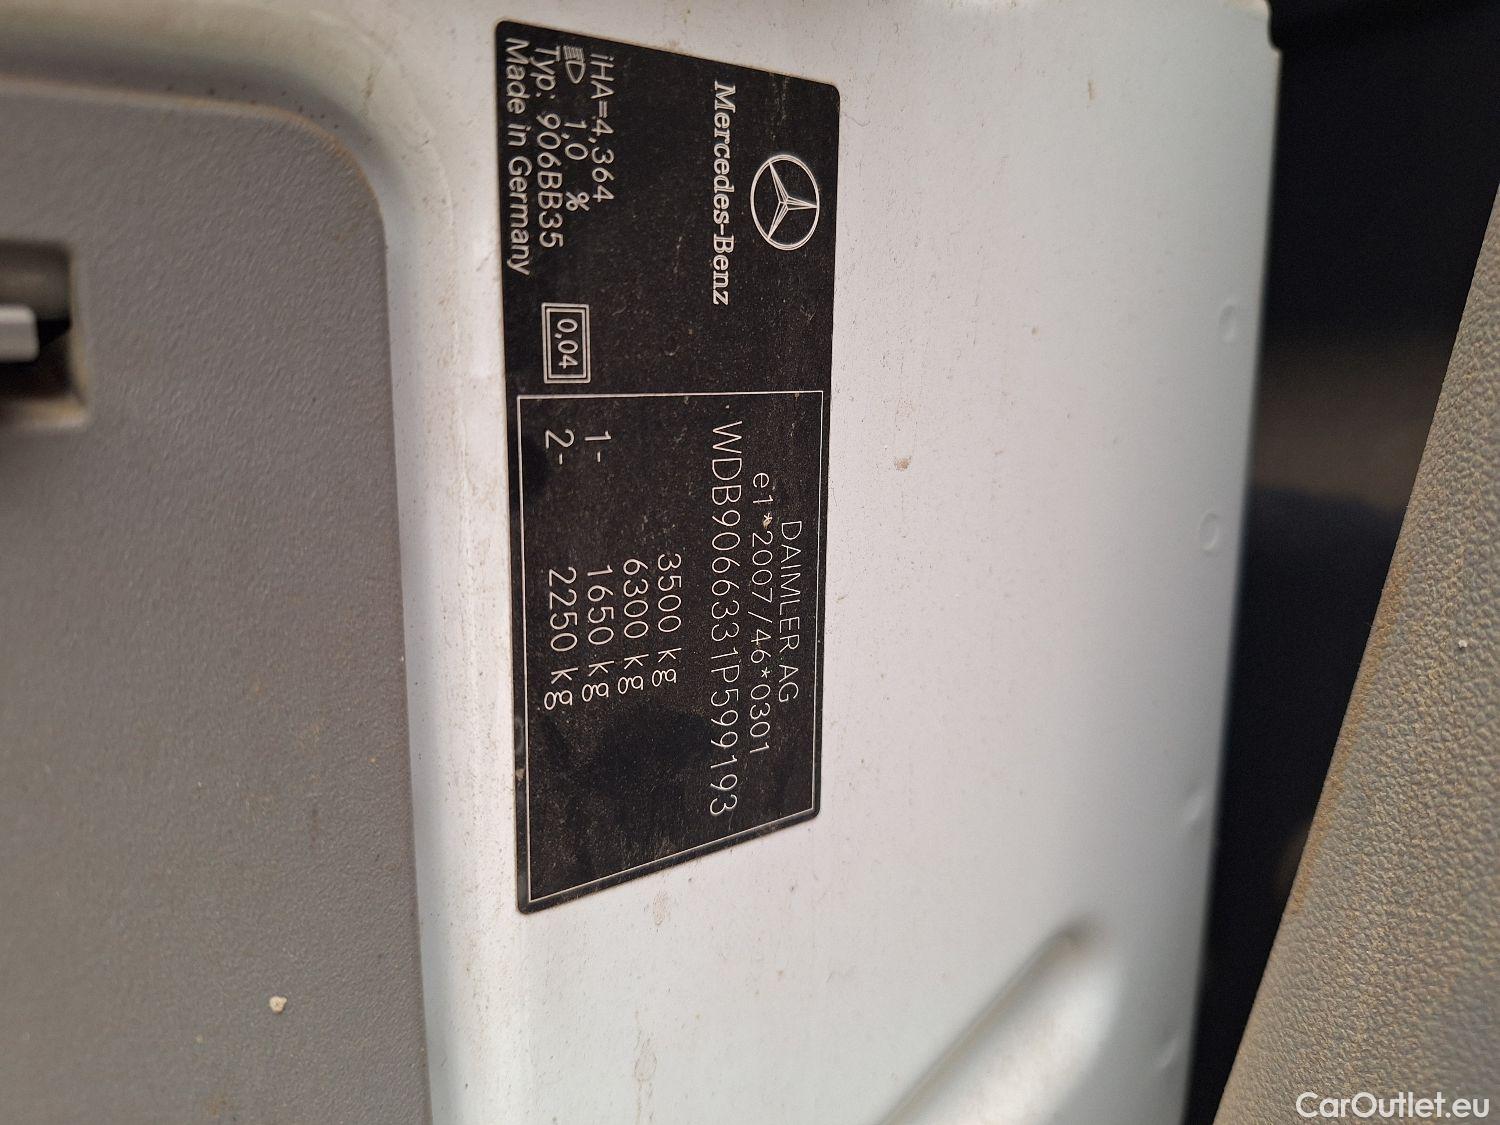 Mercedes-Benz
iHA=4,364
1,0 %
Typ: 906BB35
Made in Germany
0,04
DAIMLER AG
e1*2007/46*0301
WDB9066331P599193
3500 kg
6300 kg
1- 1650 kg
2- 2250 kg
CarOutlet.eu